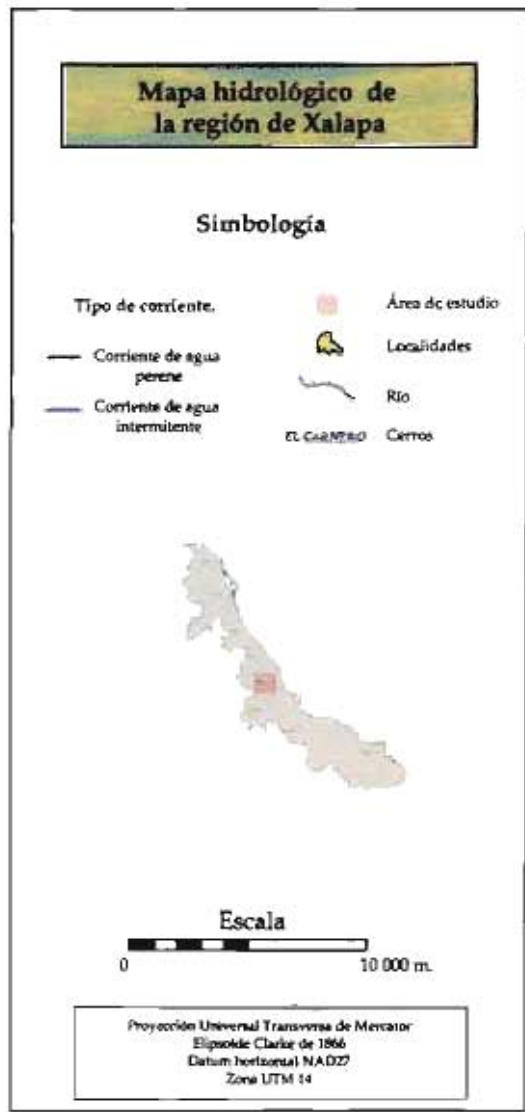 Mapa hidrológico de
la región de Xalapa
Simbología
Tipo de corriente.
Corriente de agua
perene
Corriente de agua
intermitente
Área de estudio
Localidades
Río
EL CARNERO Cerros
Escala
0 10 000 m.
Proyección Universal Transversa de Mercator
Elipsoide Clarke de 1866
Datum horizontal NAD27
Zona UTM 14